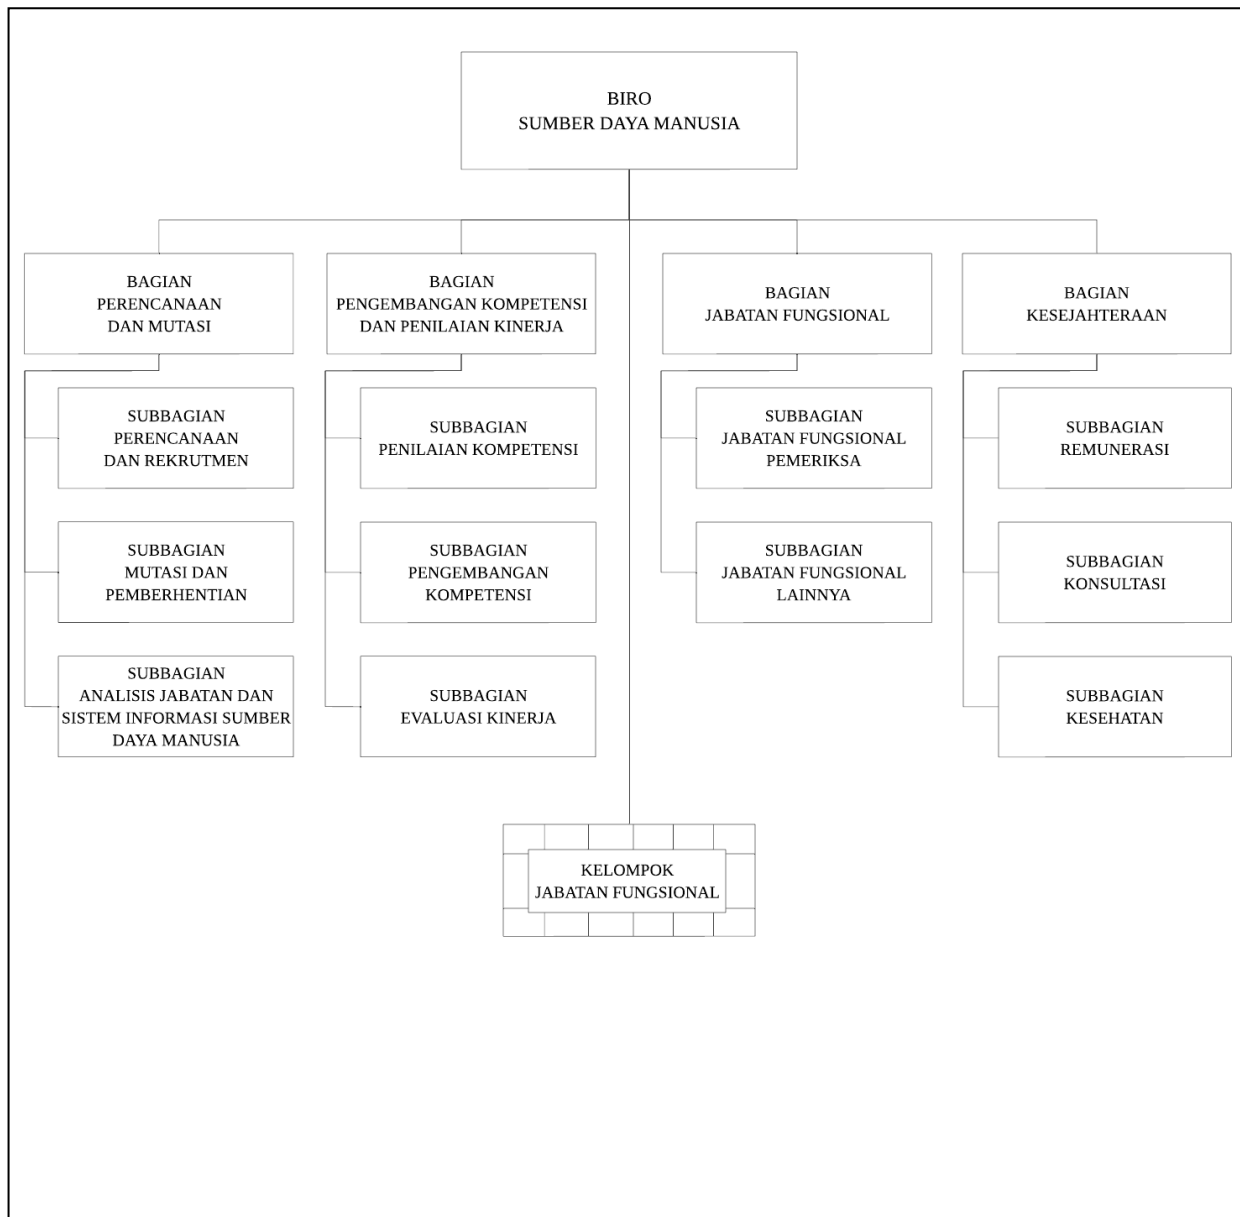 BIRO
SUMBER DAYA MANUSIA
BAGIAN
PERENCANAAN
DAN MUTASI
BAGIAN
PENGEMBANGAN KOMPETENSI
DAN PENILAIAN KINERJA
BAGIAN
JABATAN FUNGSIONAL
BAGIAN
KESEJAHTERAAN
SUBBAGIAN
PERENCANAAN
DAN REKRUTMEN
SUBBAGIAN
PENILAIAN KOMPETENSI
SUBBAGIAN
JABATAN FUNGSIONAL
PEMERIKSA
SUBBAGIAN
REMUNERASI
SUBBAGIAN
MUTASI DAN
PEMBERHENTIAN
SUBBAGIAN
PENGEMBANGAN
KOMPETENSI
SUBBAGIAN
JABATAN FUNGSIONAL
LAINNYA
SUBBAGIAN
KONSULTASI
SUBBAGIAN
ANALISIS JABATAN DAN
SISTEM INFORMASI SUMBER
DAYA MANUSIA
SUBBAGIAN
EVALUASI KINERJA
SUBBAGIAN
KESEHATAN
KELOMPOK
JABATAN FUNGSIONAL